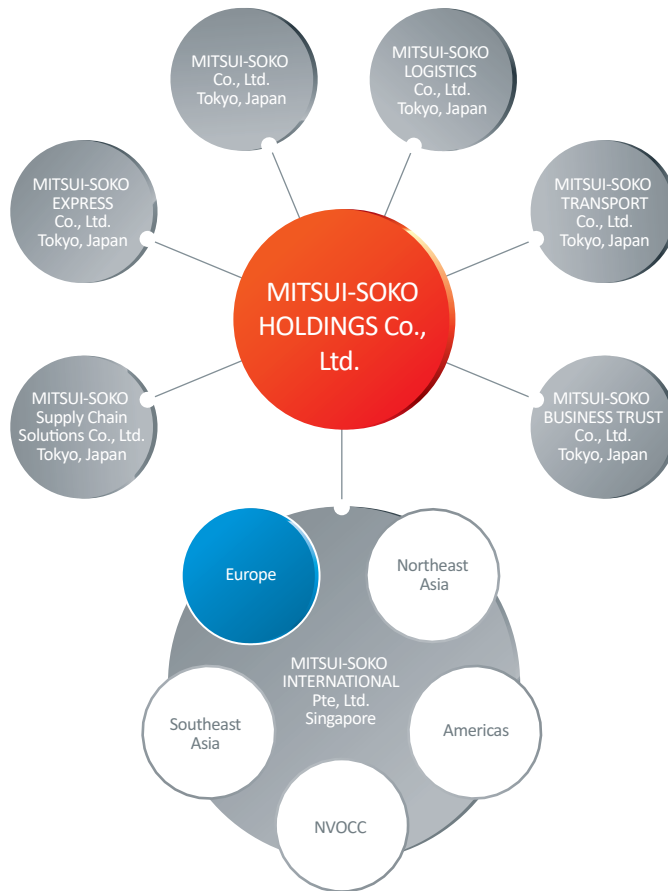 MITSUI-SOKO
Co., Ltd.
Tokyo, Japan
MITSUI-SOKO
LOGISTICS
Co., Ltd.
Tokyo, Japan
MITSUI-SOKO
EXPRESS
Co., Ltd.
Tokyo, Japan
MITSUI-SOKO
TRANSPORT
Co., Ltd.
Tokyo, Japan
MITSUI-SOKO
HOLDINGS Co.,
Ltd.
MITSUI-SOKO
Supply Chain
Solutions Co., Ltd.
Tokyo, Japan
MITSUI-SOKO
BUSINESS TRUST
Co., Ltd.
Tokyo, Japan
Europe
Northeast
Asia
MITSUI-SOKO
INTERNATIONAL
Pte, Ltd.
Singapore
Southeast
Asia
Americas
NVOCC